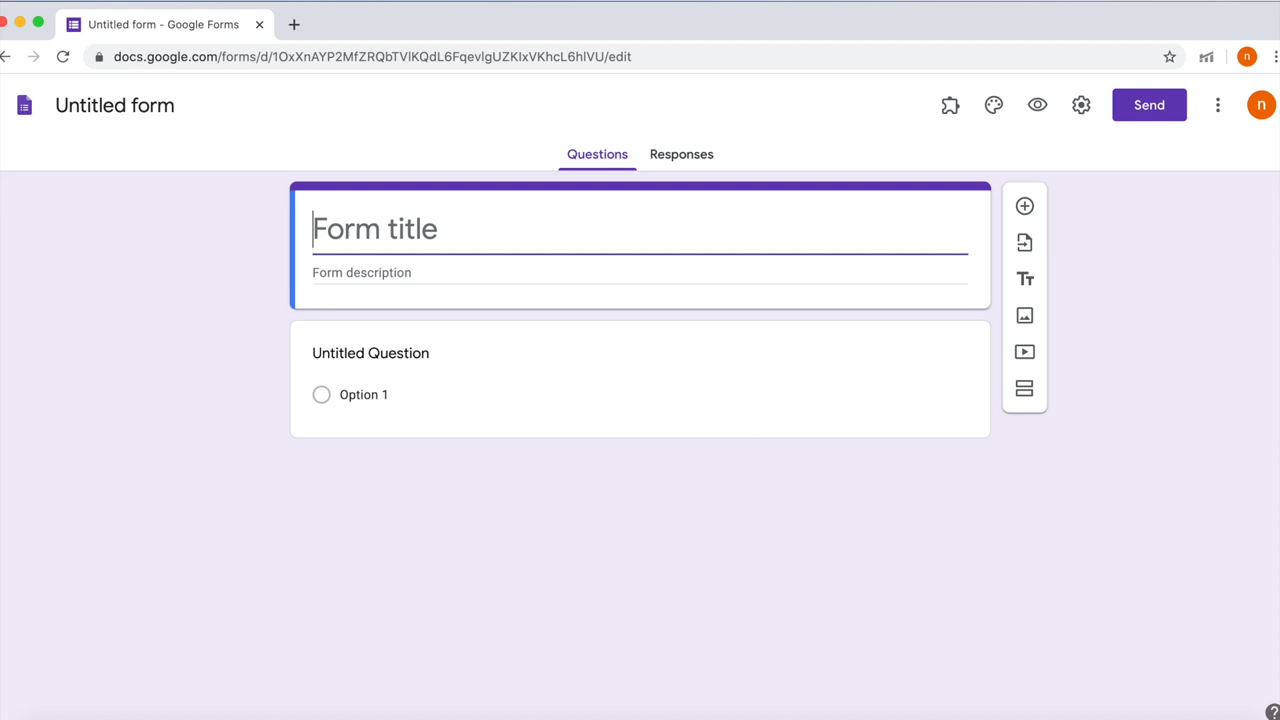 Untitled form - Google Forms
docs.google.com/forms/d/1OxXnAYP2MfZRQbTVlKQdL6FqevlgUZKIxVKhcL6hlVU/edit
n
Untitled form
Send
n
Questions
Responses
Form title
Form description
Untitled Question
Option 1